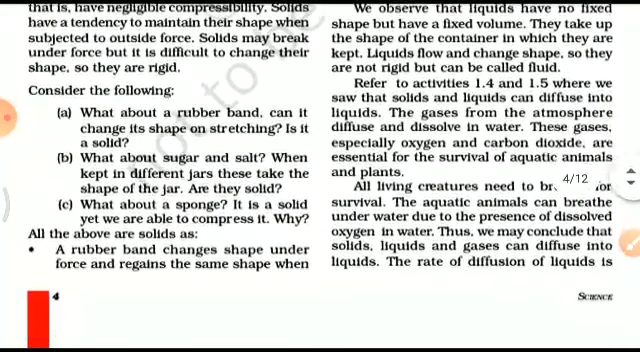 that is, have negligible compressibility. Solids
have a tendency to maintain their shape when
subjected to outside force. Solids may break
under force but it is difficult to change their
shape, so they are rigid.
Consider the following:
(a) What about a rubber band, can it
change its shape on stretching? Is it
a solid?
(b) What about sugar and salt? When
kept in different jars these take the
shape of the jar. Are they solid?
(c) What about a sponge? It is a solid
yet we are able to compress it. Why?
All the above are solids as:
• A rubber band changes shape under
force and regains the same shape when
4
We observe that liquids have no fixed
shape but have a fixed volume. They take up
the shape of the container in which they are
kept. Liquids flow and change shape, so they
are not rigid but can be called fluid.
Refer to activities 1.4 and 1.5 where we
saw that solids and liquids can diffuse into
liquids. The gases from the atmosphere
diffuse and dissolve in water. These gases,
especially oxygen and carbon dioxide, are
essential for the survival of aquatic animals
and plants.
All living creatures need to 4/12
survival. The aquatic animals can breathe
under water due to the presence of dissolved
oxygen in water. Thus, we may conclude that
solids, liquids and gases can diffuse into
liquids. The rate of diffusion of liquids is
SCIENCE